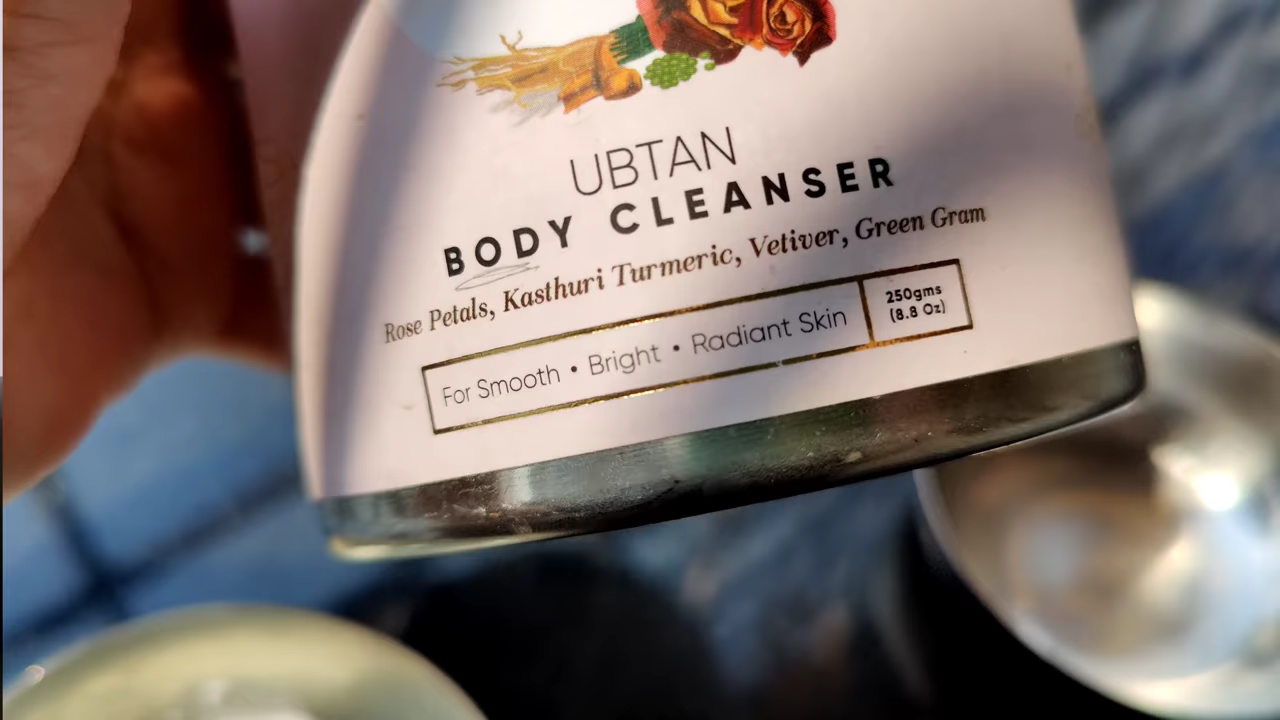 UBTAN
BODY CLEANSER
Rose Petals, Kasthuri Turmeric, Vetiver, Green Gram
For Smooth • Bright • Radiant Skin
250gms
(8.8 Oz)